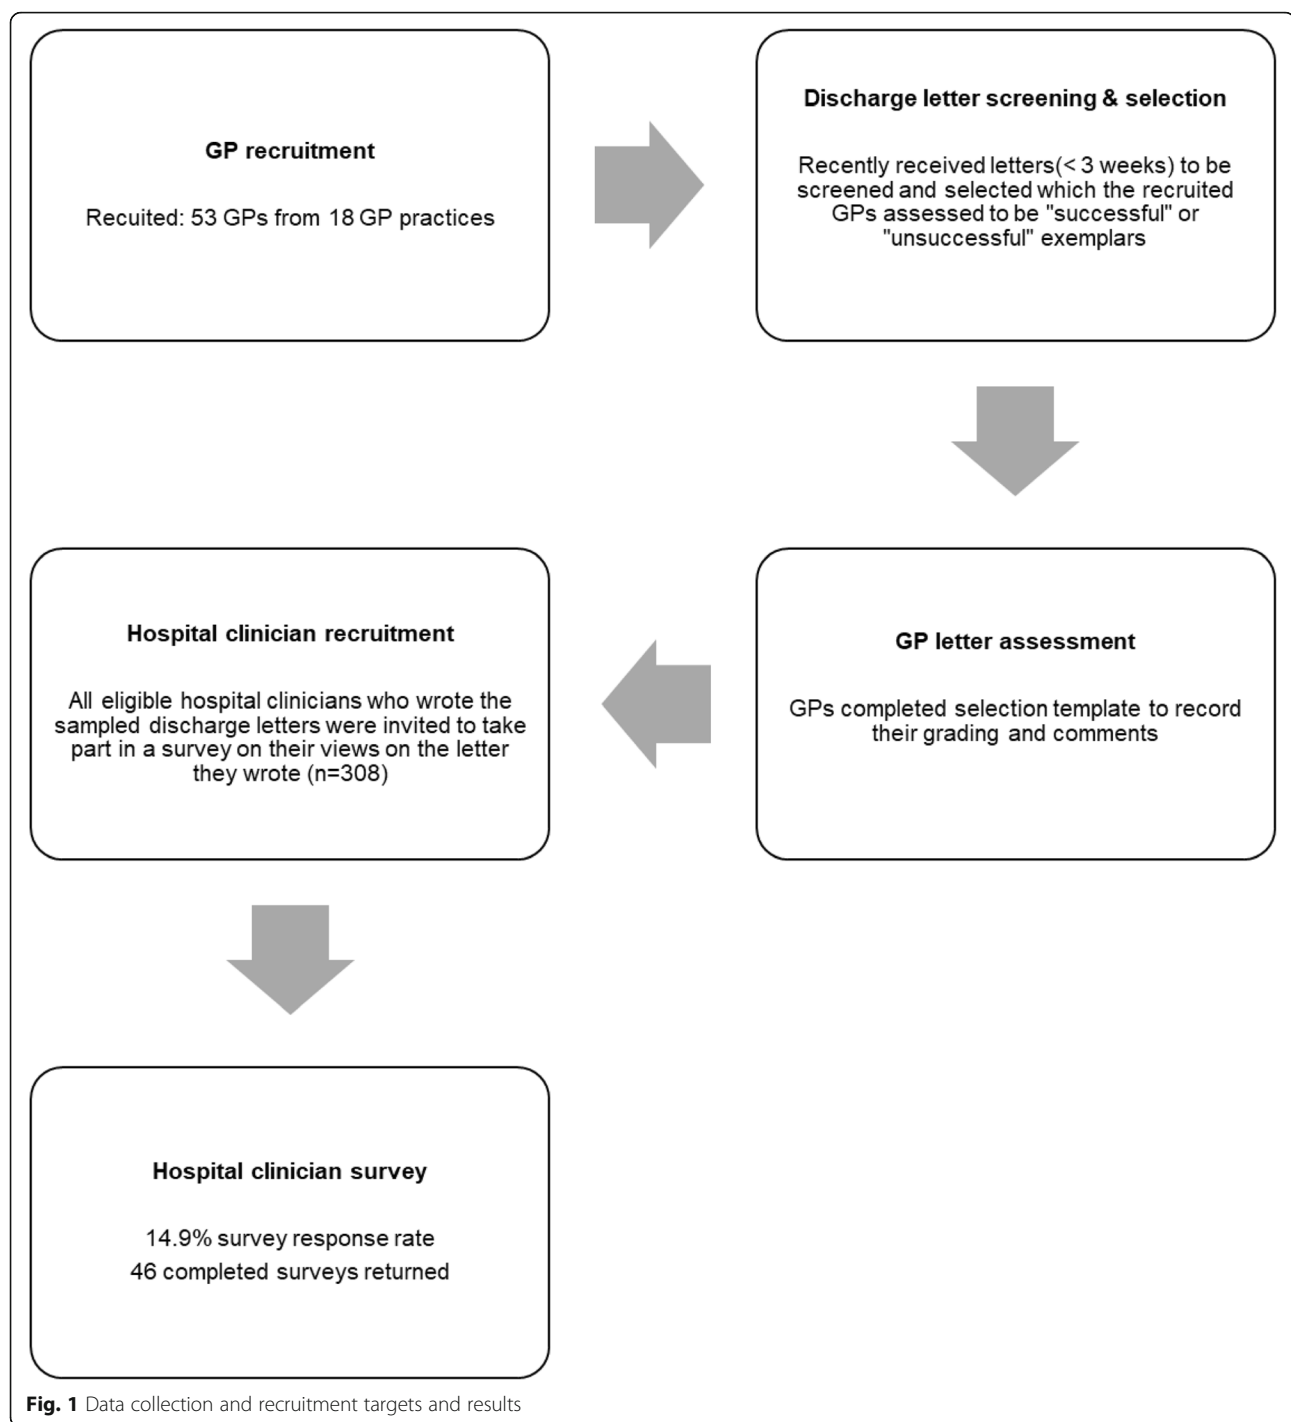 GP recruitment
Recuited: 53 GPs from 18 GP practices
Discharge letter screening & selection
Recently received letters(< 3 weeks) to be
screened and selected which the recruited
GPs assessed to be "successful" or
"unsuccessful" exemplars
GP letter assessment
GPs completed selection template to record
their grading and comments
Hospital clinician recruitment
All eligible hospital clinicians who wrote the
sampled discharge letters were invited to take
part in a survey on their views on the letter
they wrote (n=308)
Hospital clinician survey
14.9% survey response rate
46 completed surveys returned
Fig. 1 Data collection and recruitment targets and results